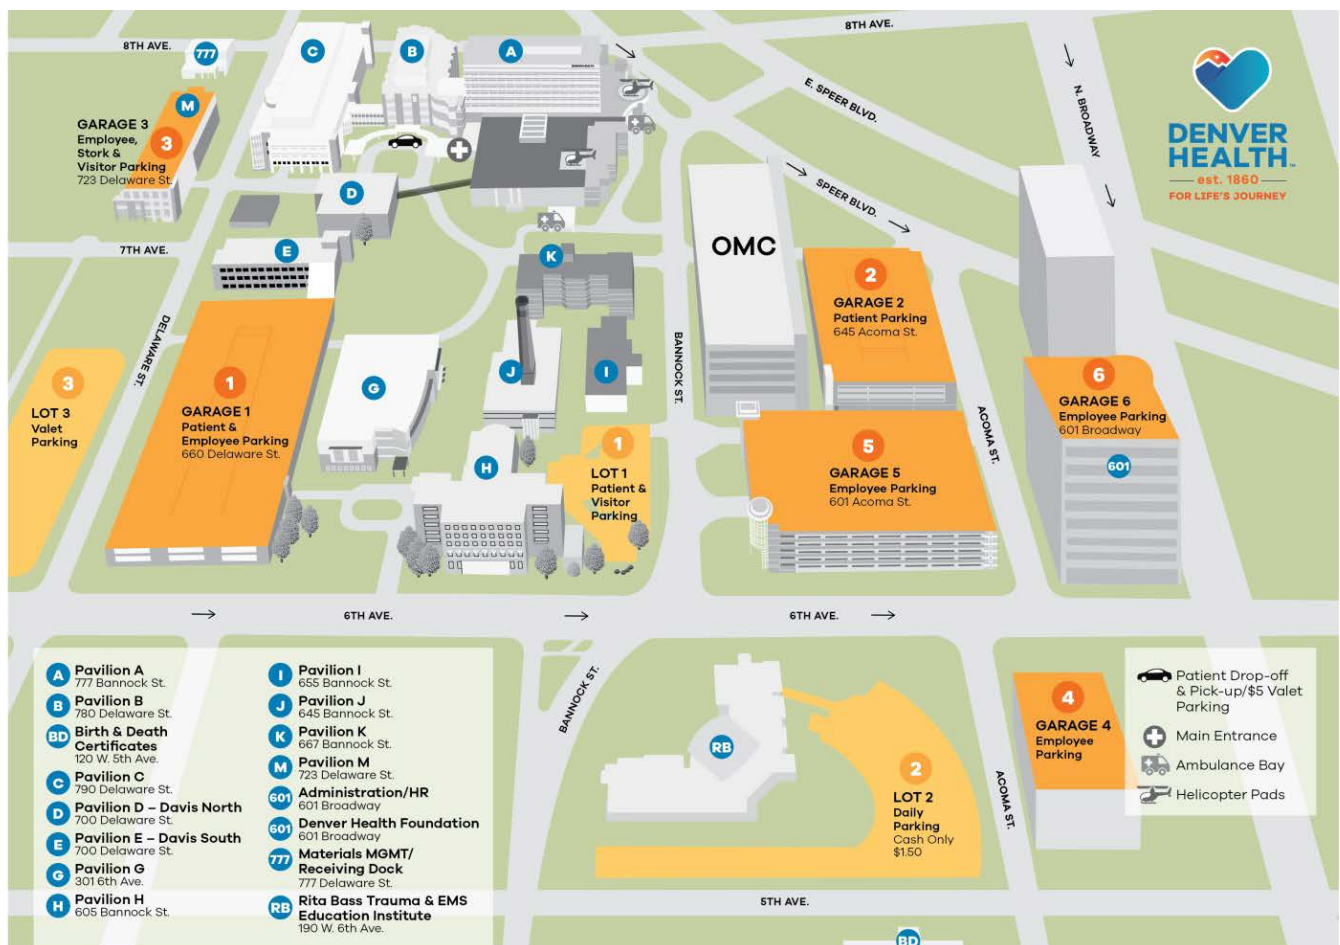 8TH AVE.
8TH AVE.
777
C
B
A
M
GARAGE 3
Employee,
Stork &
Visitor Parking
723 Delaware St.
3
E. SPEER BLVD.
N. BROADWAY
DENVER
HEALTH™
est. 1860
FOR LIFE'S JOURNEY
D
SPEER BLVD.
7TH AVE.
E
K
OMC
2
GARAGE 2
Patient Parking
645 Acoma St.
DELAWARE ST.
BANNOCK ST.
3
LOT 3
Valet
Parking
1
GARAGE 1
Patient &
Employee Parking
660 Delaware St.
G
J
I
6
GARAGE 6
Employee Parking
601 Broadway
601
ACOMA ST.
H
1
LOT 1
Patient &
Visitor
Parking
5
GARAGE 5
Employee Parking
601 Acoma St.
6TH AVE.
6TH AVE.
A Pavilion A
777 Bannock St.
B Pavilion B
780 Delaware St.
BD Birth & Death
Certificates
120 W. 5th Ave.
C Pavilion C
790 Delaware St.
D Pavilion D – Davis North
700 Delaware St.
E Pavilion E – Davis South
700 Delaware St.
G Pavilion G
301 6th Ave.
H Pavilion H
605 Bannock St.
I Pavilion I
655 Bannock St.
J Pavilion J
645 Bannock St.
K Pavilion K
667 Bannock St.
M Pavilion M
723 Delaware St.
601 Administration/HR
601 Broadway
601 Denver Health Foundation
601 Broadway
777 Materials MGMT/
Receiving Dock
777 Delaware St.
RB Rita Bass Trauma & EMS
Education Institute
190 W. 6th Ave.
BANNOCK ST.
RB
2
LOT 2
Daily
Parking
Cash Only
$1.50
ACOMA ST.
4
GARAGE 4
Employee
Parking
Patient Drop-off
& Pick-up/$5 Valet
Parking
Main Entrance
Ambulance Bay
Helicopter Pads
5TH AVE.
BD